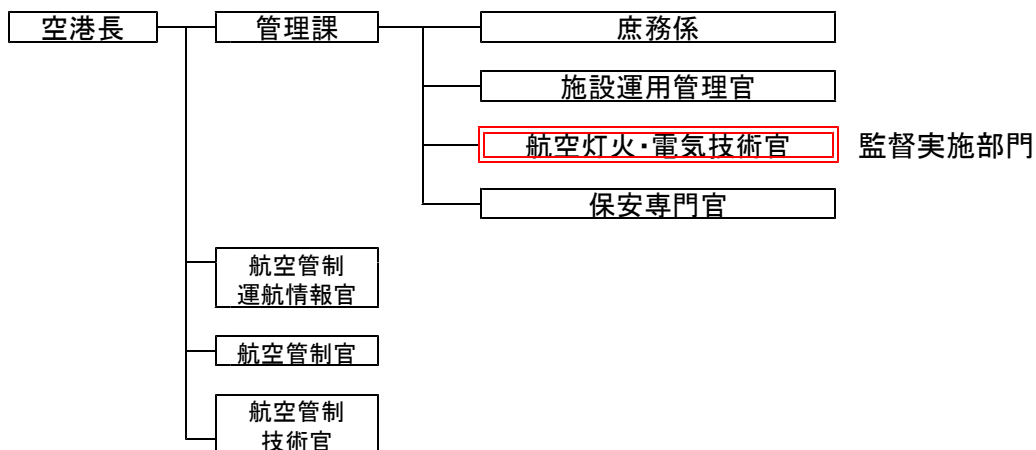 空港長
管理課
庶務係
施設運用管理官
航空灯火・電気技術官
監督実施部門
保安専門官
航空管制
運航情報官
航空管制官
航空管制
技術官